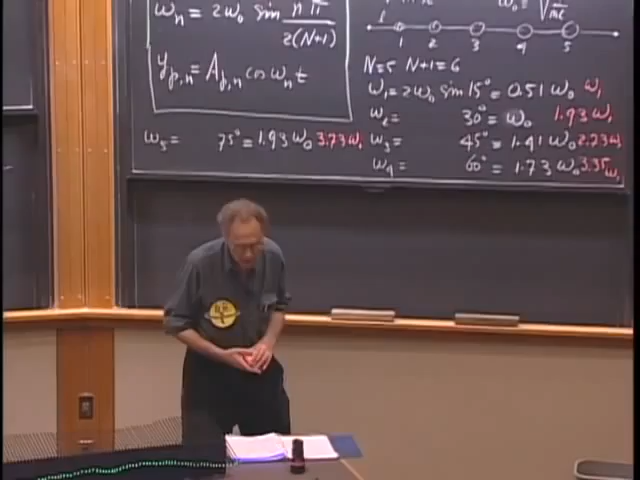 ωₙ = 2ω₀ sin nπ / 2(N+1)
y_p,n = A_p,n cos ωₙt
ω₅ = 75° = 1.93 ω₀ 3.73 ω₁
1 2 3 4 5
N=5 N+1=6
ω₁ = 2ω₀ sin 15° = 0.51 ω₀ ω₁
ω₂ = 30° = ω₀ 1.93 ω₁
ω₃ = 45° = 1.41 ω₀ 2.73 ω₁
ω₄ = 60° = 1.73 ω₀ 3.35 ω₁